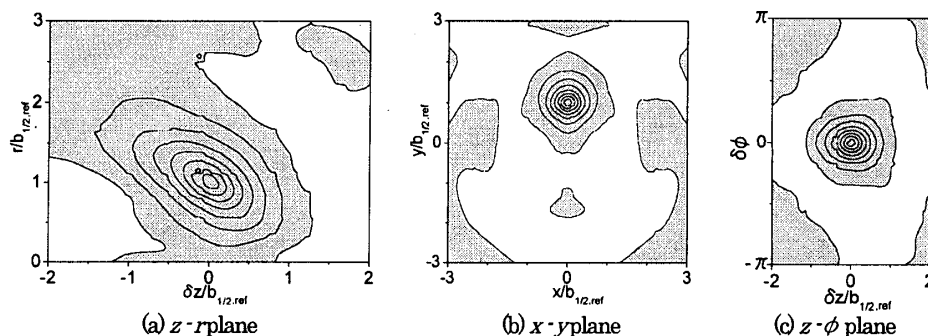 3
2
1
0
r/b1/2.ref
-2
-1
0
1
2
δz/b1/2.ref
(a) z-r plane
3
0
-3
y/b1/2.ref
-3
0
3
x/b1/2.ref
(b) x-y plane
π
0
-π
δϕ
-2
0
2
δz/b1/2.ref
(c) z-ϕ plane